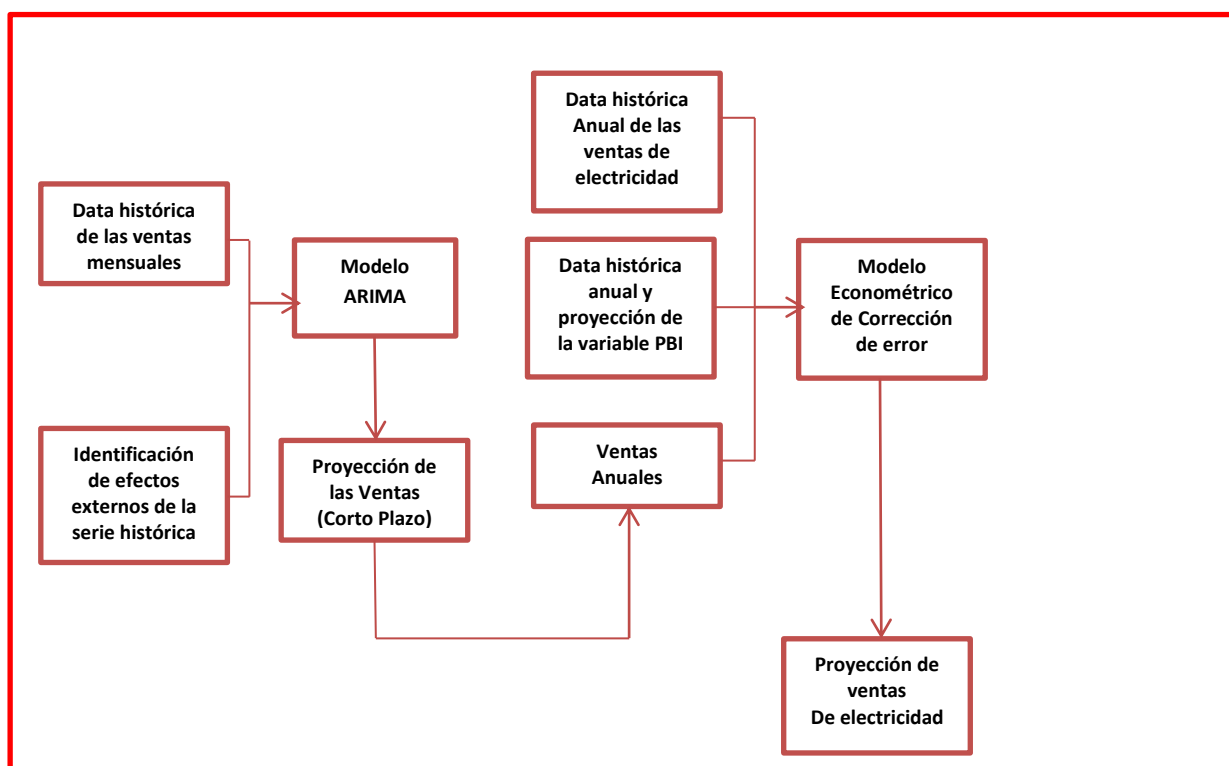 Data histórica
de las ventas
mensuales
Identificación
de efectos
externos de la
serie histórica
Modelo
ARIMA
Proyección de
las Ventas
(Corto Plazo)
Data histórica
Anual de las
ventas de
electricidad
Data histórica
anual y
proyección de
la variable PBI
Ventas
Anuales
Modelo
Econométrico
de Corrección
de error
Proyección de
ventas
De electricidad